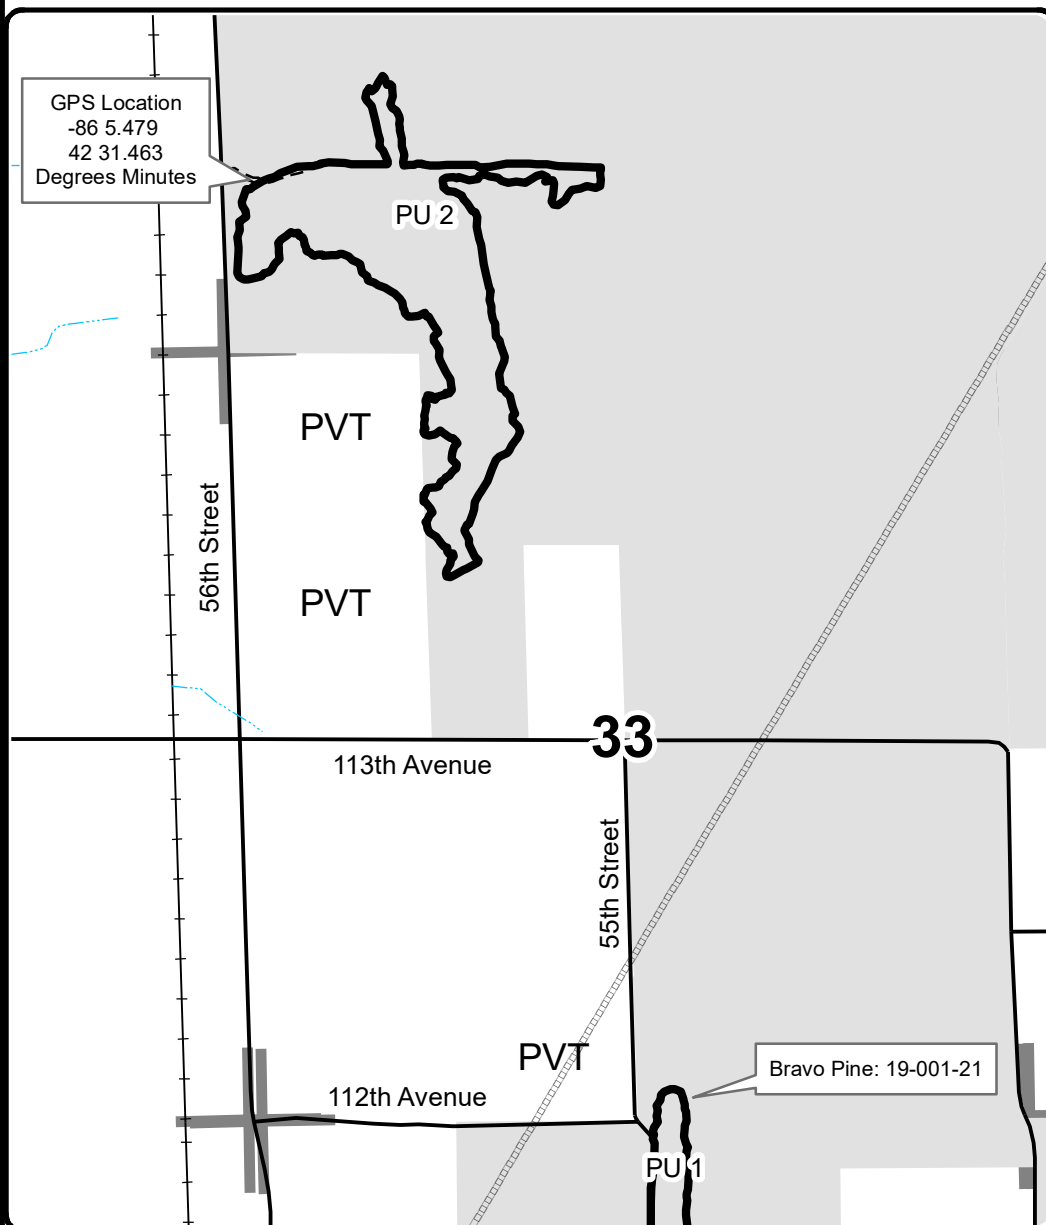 GPS Location
-86 5.479
42 31.463
Degrees Minutes
PU 2
PVT
56th Street
PVT
33
113th Avenue
55th Street
PVT
Bravo Pine: 19-001-21
112th Avenue
PU 1